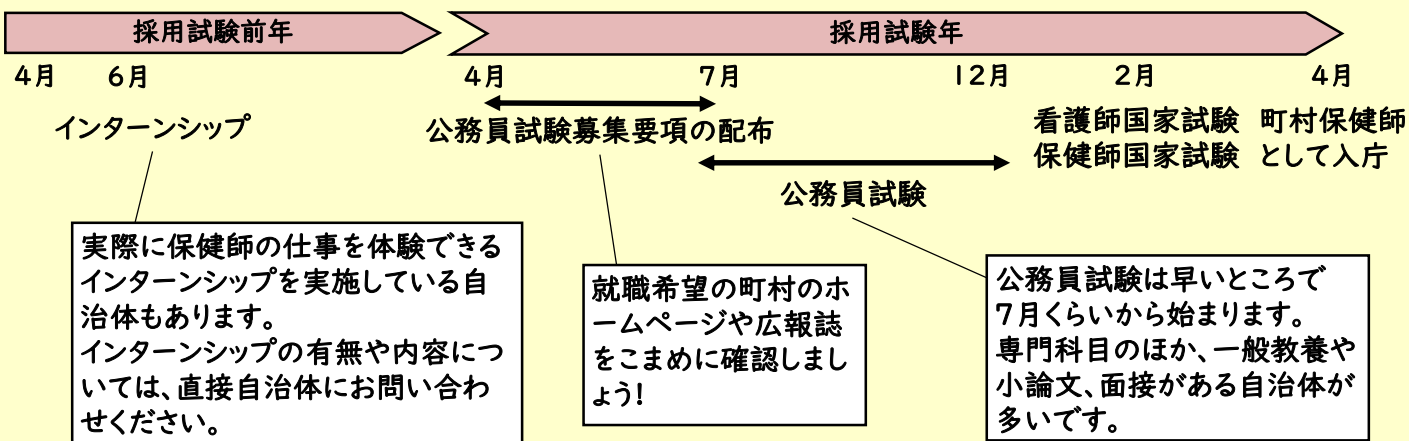 採用試験前年
採用試験年
4月 6月 4月 7月 12月 2月 4月
インターンシップ
公務員試験募集要項の配布
看護師国家試験
保健師国家試験
町村保健師
として入庁
公務員試験
実際に保健師の仕事を体験できる
インターンシップを実施している自
治体もあります。
インターンシップの有無や内容につ
いては、直接自治体にお問い合わ
せください。
就職希望の町村のホ
ームページや広報誌
をこまめに確認しまし
ょう!
公務員試験は早いところで
7月くらいから始まります。
専門科目のほか、一般教養や
小論文、面接がある自治体が
多いです。